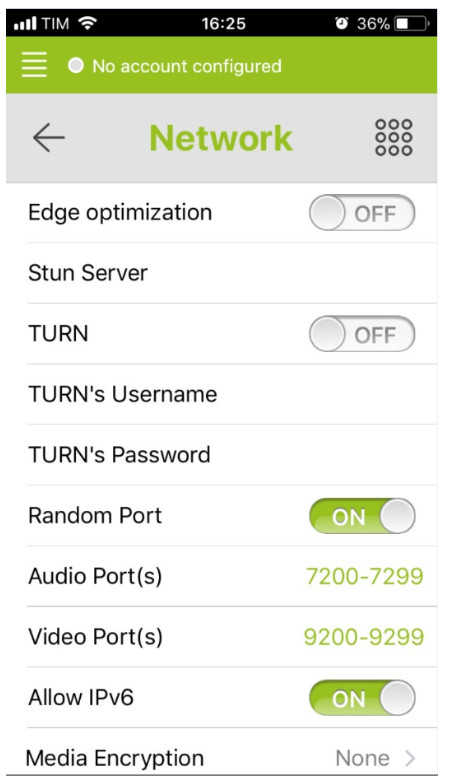 TIM 16:25 36%
No account configured
Network
Edge optimization OFF
Stun Server
TURN OFF
TURN's Username
TURN's Password
Random Port ON
Audio Port(s) 7200-7299
Video Port(s) 9200-9299
Allow IPv6 ON
Media Encryption None >